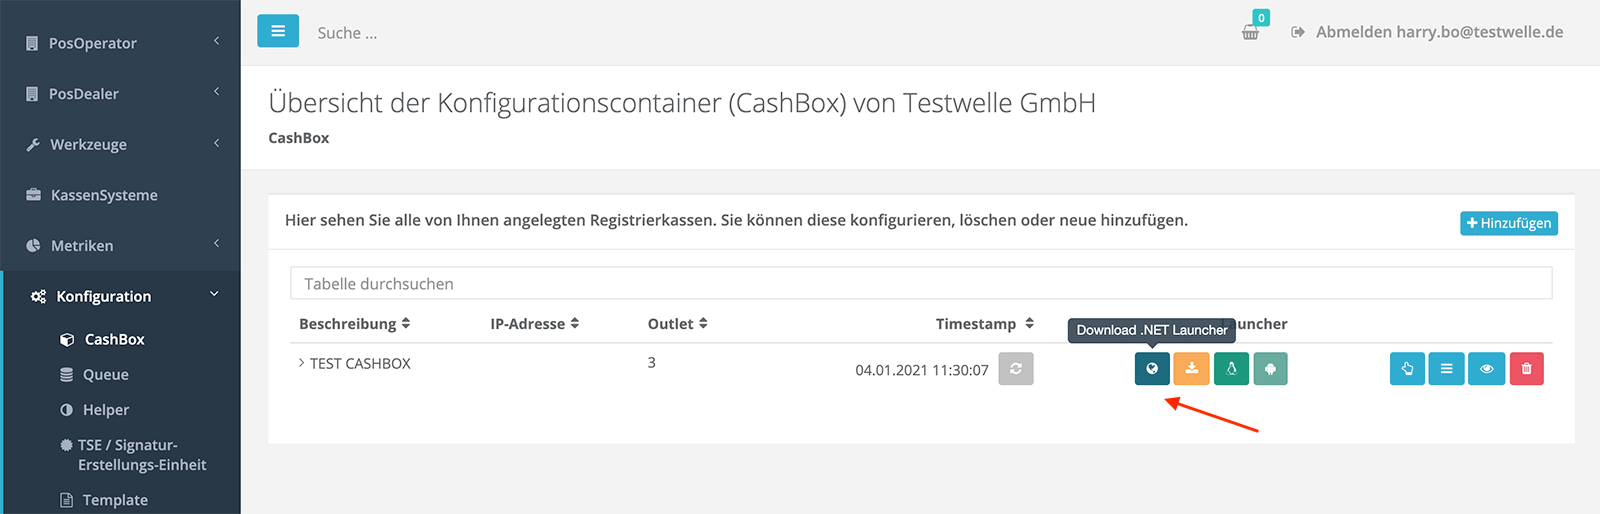 PosOperator
PosDealer
Werkzeuge
KassenSysteme
Metriken
Konfiguration
CashBox
Queue
Helper
TSE / Signatur-
Erstellungs-Einheit
Template
Suche ...
0
Abmelden harry.bo@testwelle.de
Übersicht der Konfigurationscontainer (CashBox) von Testwelle GmbH
CashBox
Hier sehen Sie alle von Ihnen angelegten Registrierkassen. Sie können diese konfigurieren, löschen oder neue hinzufügen.
Hinzufügen
Tabelle durchsuchen
Beschreibung IP-Adresse Outlet Timestamp
Download .NET Launcher
TEST CASHBOX 3 04.01.2021 11:30:07